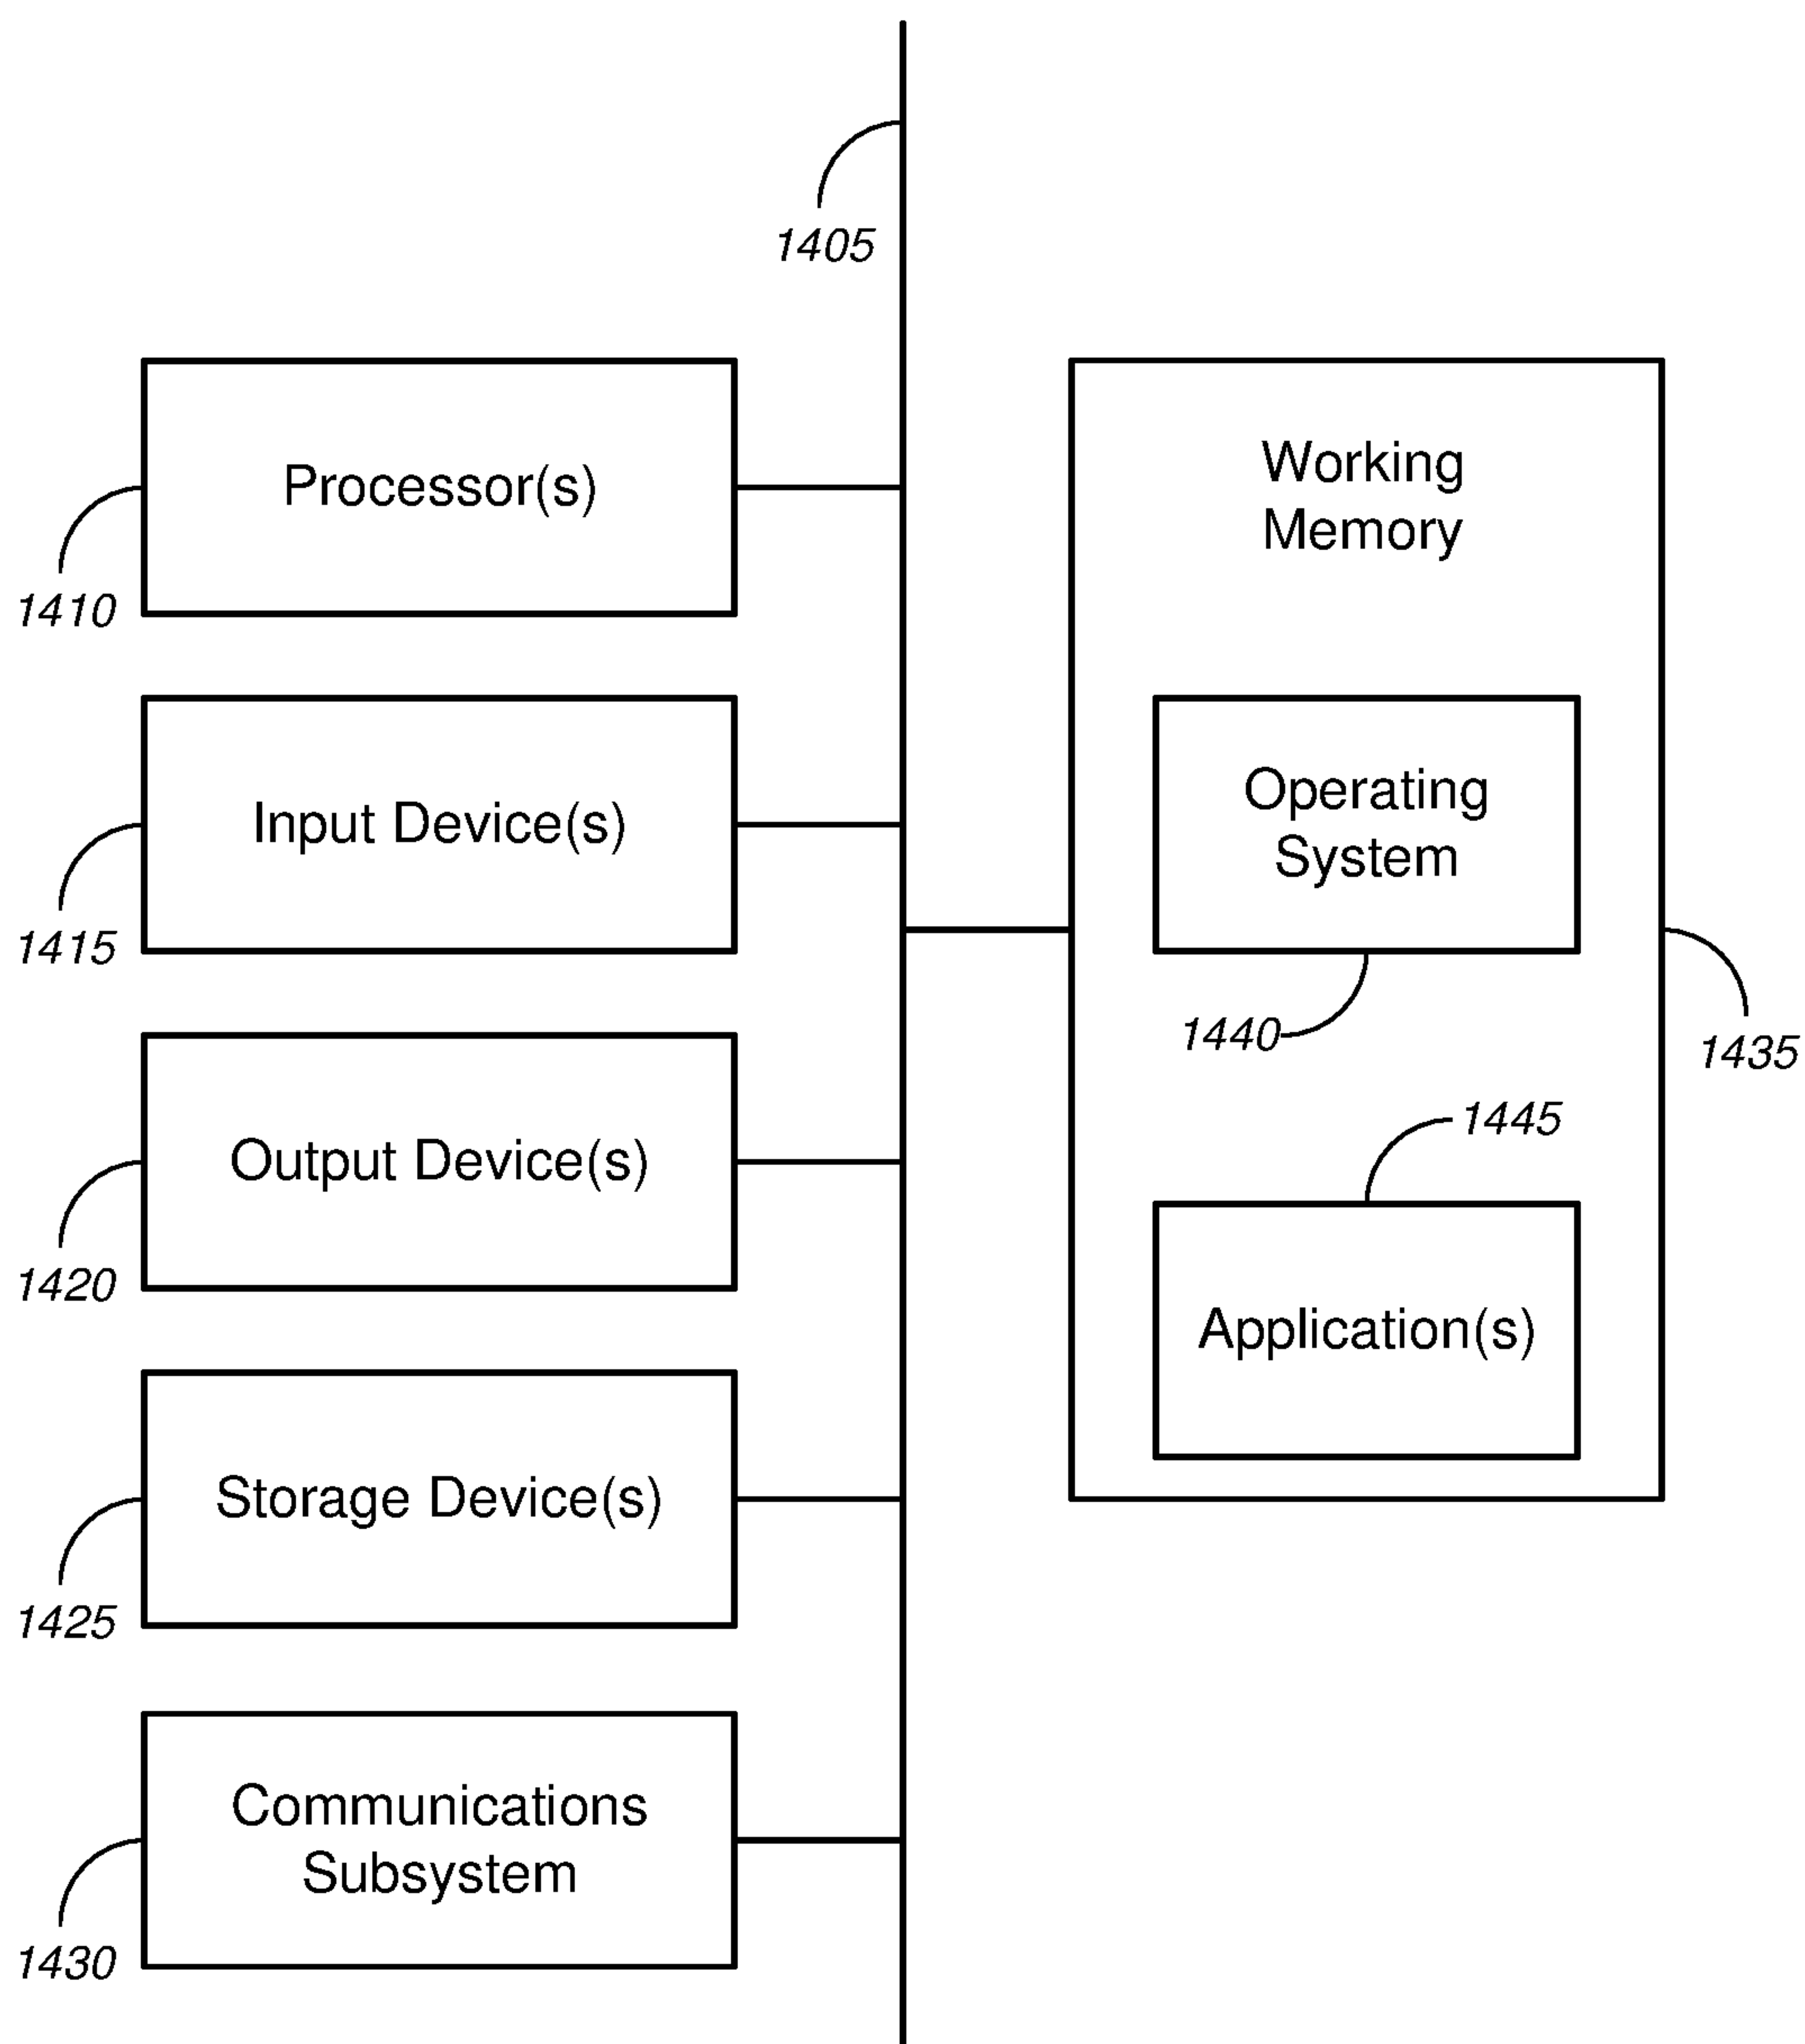 1405
Processor(s)
1410
Input Device(s)
1415
Output Device(s)
1420
Storage Device(s)
1425
Communications
Subsystem
1430
Working
Memory
Operating
System
1440
1435
1445
Application(s)